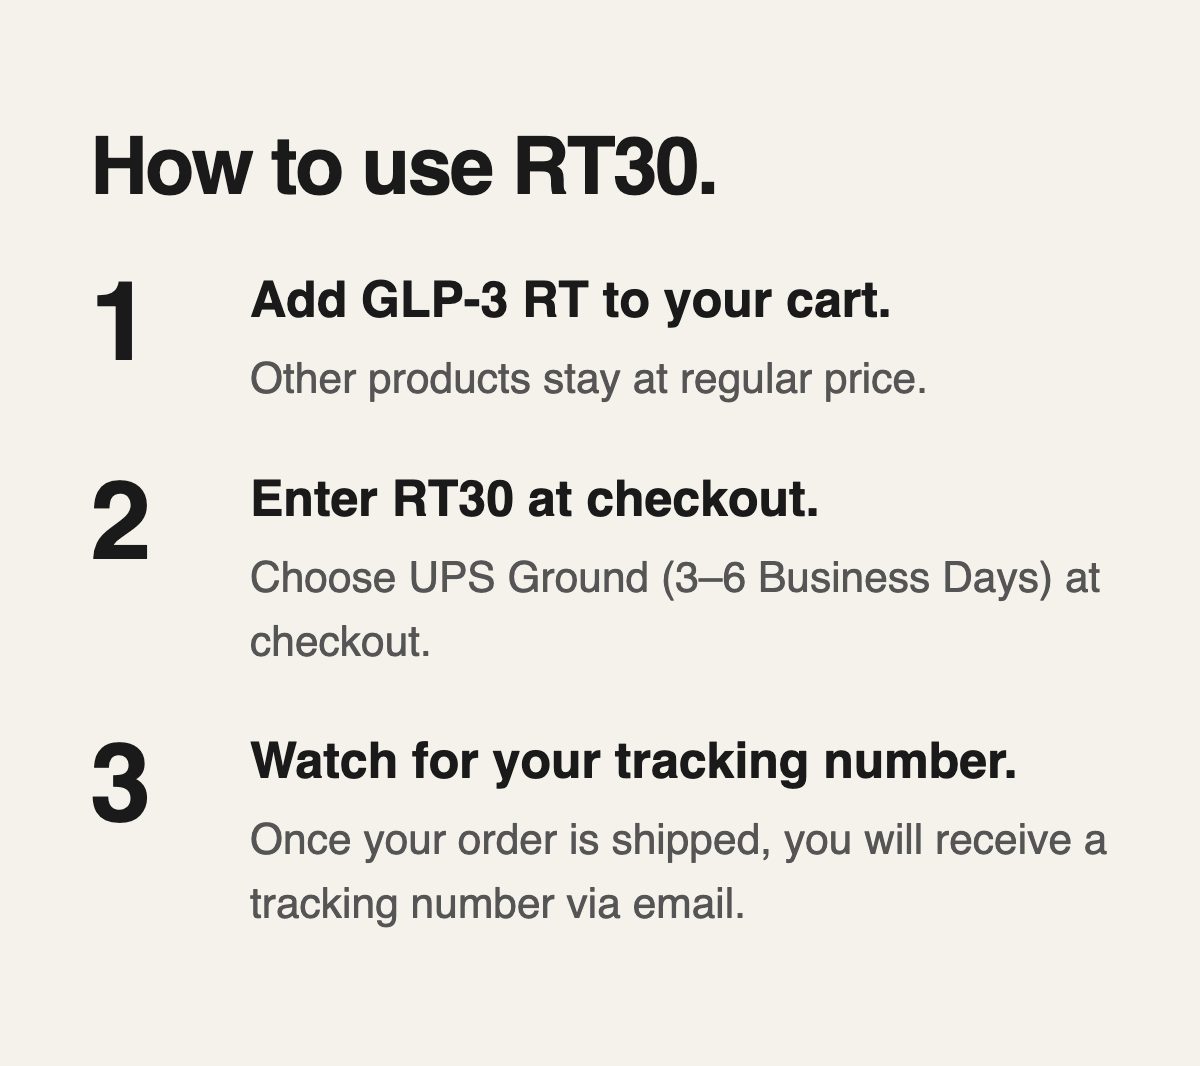 How to use RT30.
1
Add GLP-3 RT to your cart.
Other products stay at regular price.
2
Enter RT30 at checkout.
Choose UPS Ground (3–6 Business Days) at
checkout.
3
Watch for your tracking number.
Once your order is shipped, you will receive a
tracking number via email.